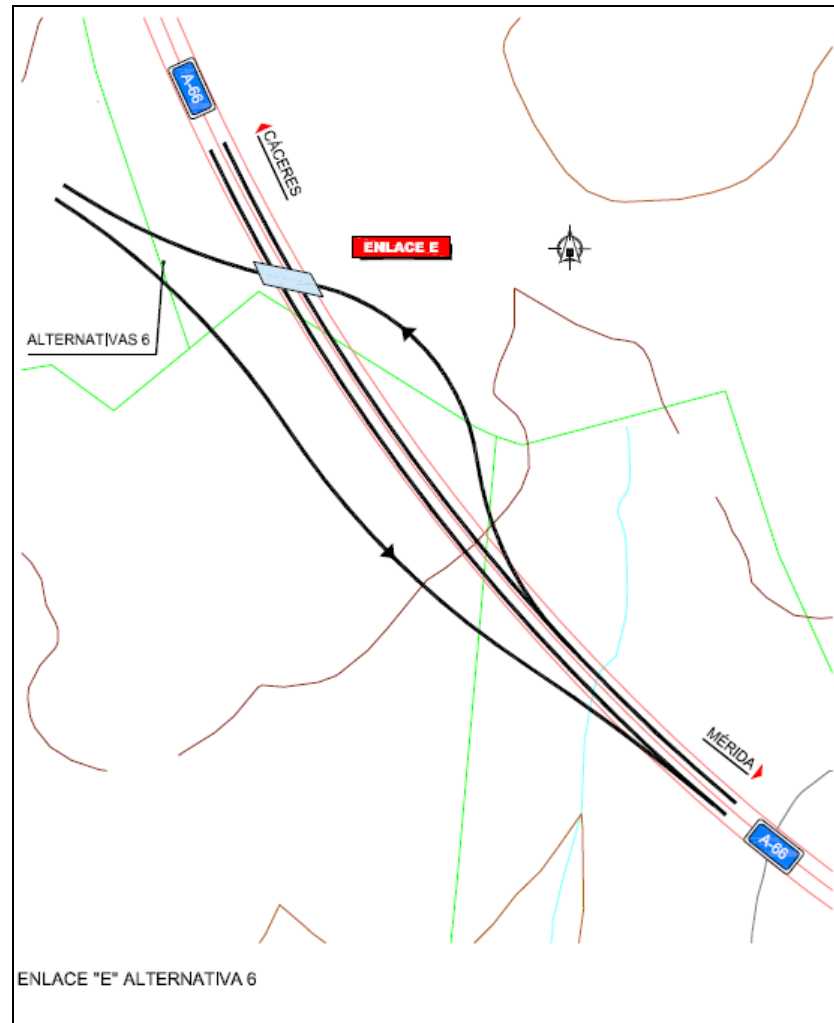 A-66
CÁCERES
ENLACE E
ALTERNATIVAS 6
MÉRIDA
A-66
ENLACE "E" ALTERNATIVA 6